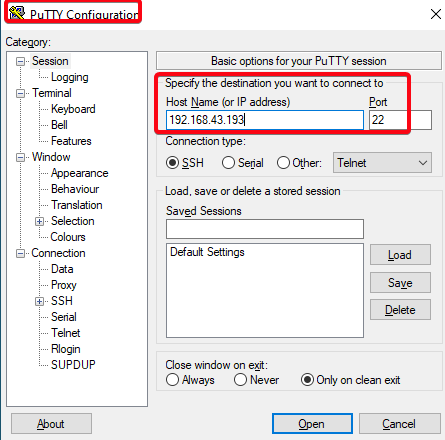 PuTTY Configuration
Category:
Session
Logging
Terminal
Keyboard
Bell
Features
Window
Appearance
Behaviour
Translation
Selection
Colours
Connection
Data
Proxy
SSH
Serial
Telnet
Rlogin
SUPDUP
Basic options for your PuTTY session
Specify the destination you want to connect to
Host Name (or IP address) Port
192.168.43.193 22
Connection type:
SSH Serial Other: Telnet
Load, save or delete a stored session
Saved Sessions
Default Settings
Load
Save
Delete
Close window on exit:
Always Never Only on clean exit
About Open Cancel